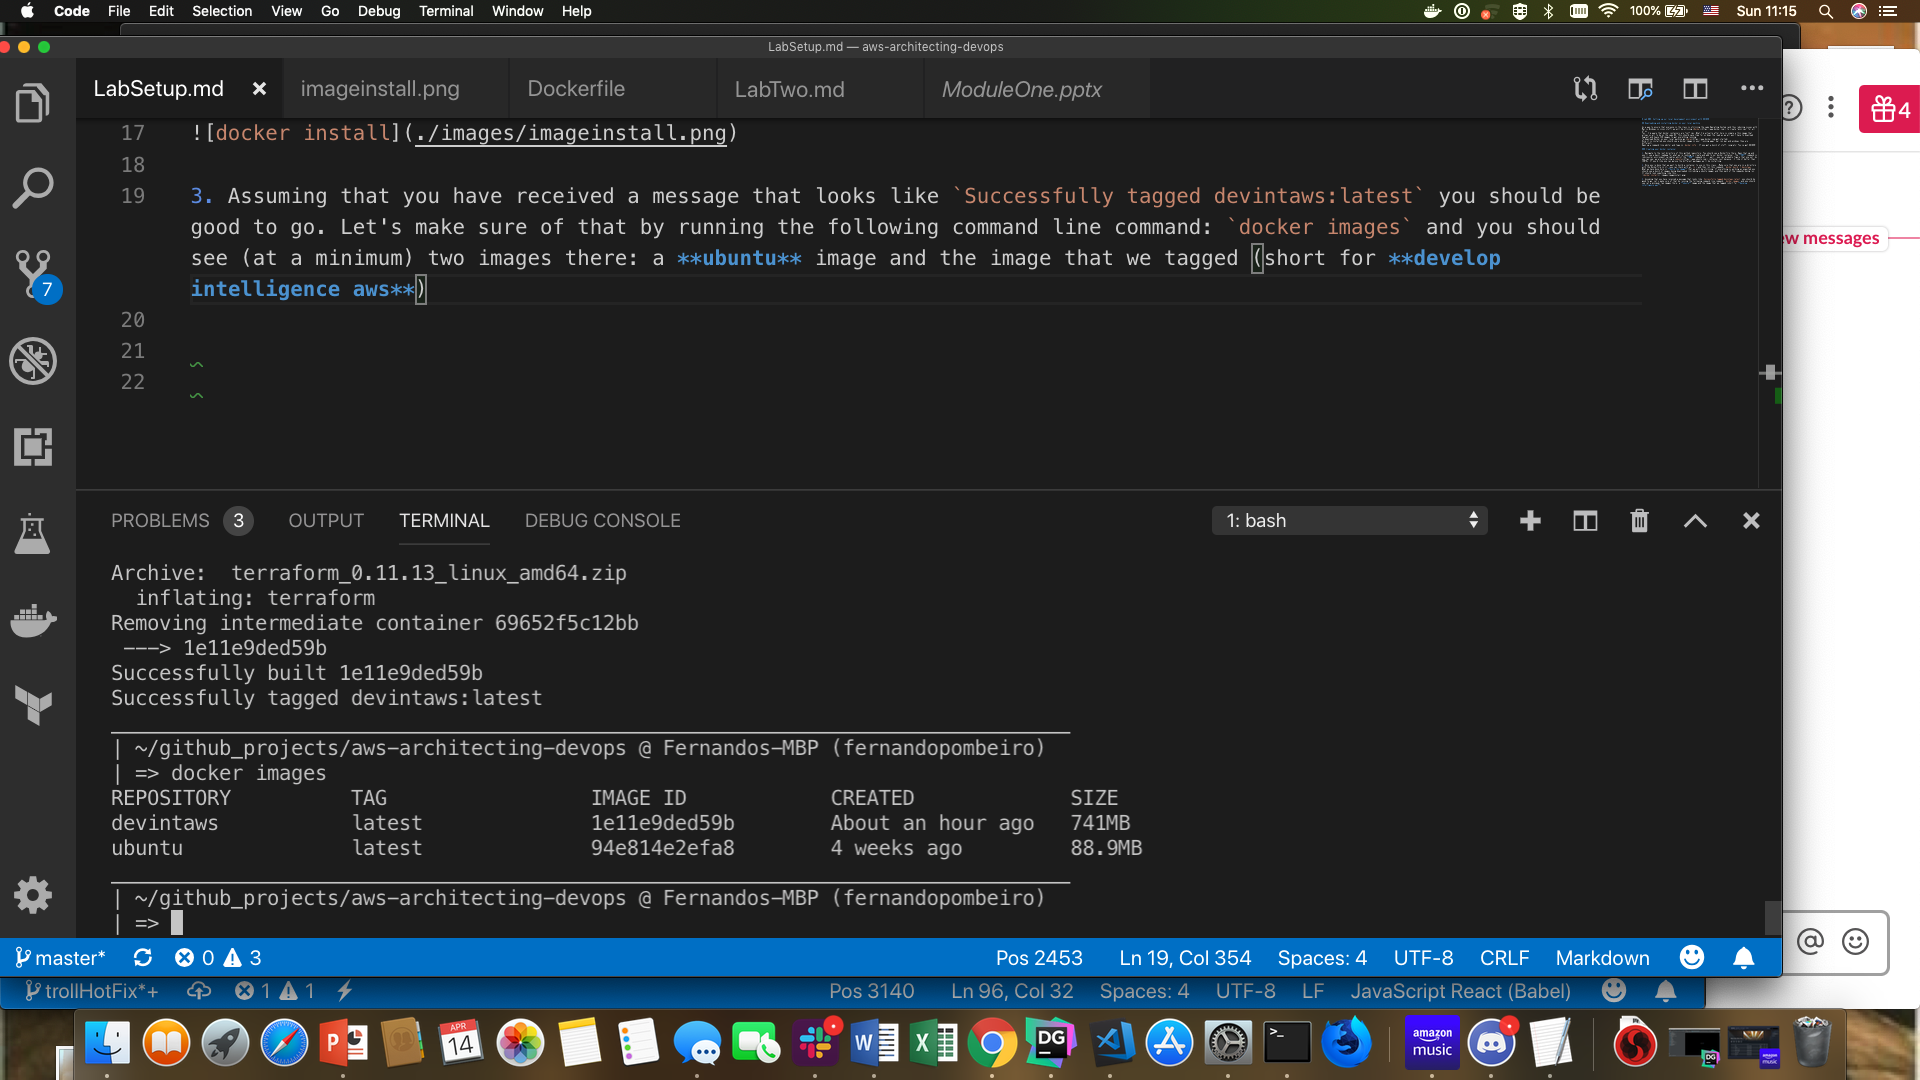 Code File Edit Selection View Go Debug Terminal Window Help 100% Sun 11:15
LabSetup.md — aws-architecting-devops
LabSetup.md imageinstall.png Dockerfile LabTwo.md ModuleOne.pptx
4
17 ![docker install](./images/imageinstall.png)
18
19 3. Assuming that you have received a message that looks like `Successfully tagged devintaws:latest` you should be
good to go. Let's make sure of that by running the following command line command: `docker images` and you should
see (at a minimum) two images there: a **ubuntu** image and the image that we tagged (short for **develop
intelligence aws**)
20
21
22
7
ew messages
PROBLEMS 3 OUTPUT TERMINAL DEBUG CONSOLE 1: bash
Archive:  terraform_0.11.13_linux_amd64.zip
  inflating: terraform
Removing intermediate container 69652f5c12bb
 ---> 1e11e9ded59b
Successfully built 1e11e9ded59b
Successfully tagged devintaws:latest
| ~/github_projects/aws-architecting-devops @ Fernandos-MBP (fernandopombeiro)
| => docker images
REPOSITORY TAG IMAGE ID CREATED SIZE
devintaws latest 1e11e9ded59b About an hour ago 741MB
ubuntu latest 94e814e2efa8 4 weeks ago 88.9MB
| ~/github_projects/aws-architecting-devops @ Fernandos-MBP (fernandopombeiro)
| =>
master* 0 3 Pos 2453 Ln 19, Col 354 Spaces: 4 UTF-8 CRLF Markdown
trollHotFix*+ 1 1 Pos 3140 Ln 96, Col 32 Spaces: 4 UTF-8 LF JavaScript React (Babel)
APR
14
DG
amazon
music